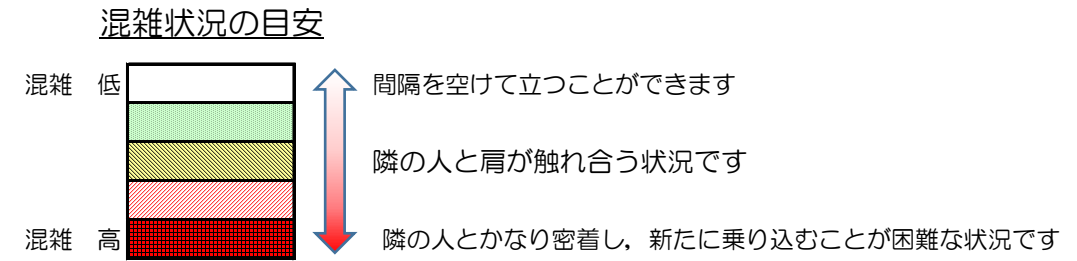 混雑状況の目安
混雑　低　間隔を空けて立つことができます
隣の人と肩が触れ合う状況です
混雑　高　隣の人とかなり密着し，新たに乗り込むことが困難な状況です